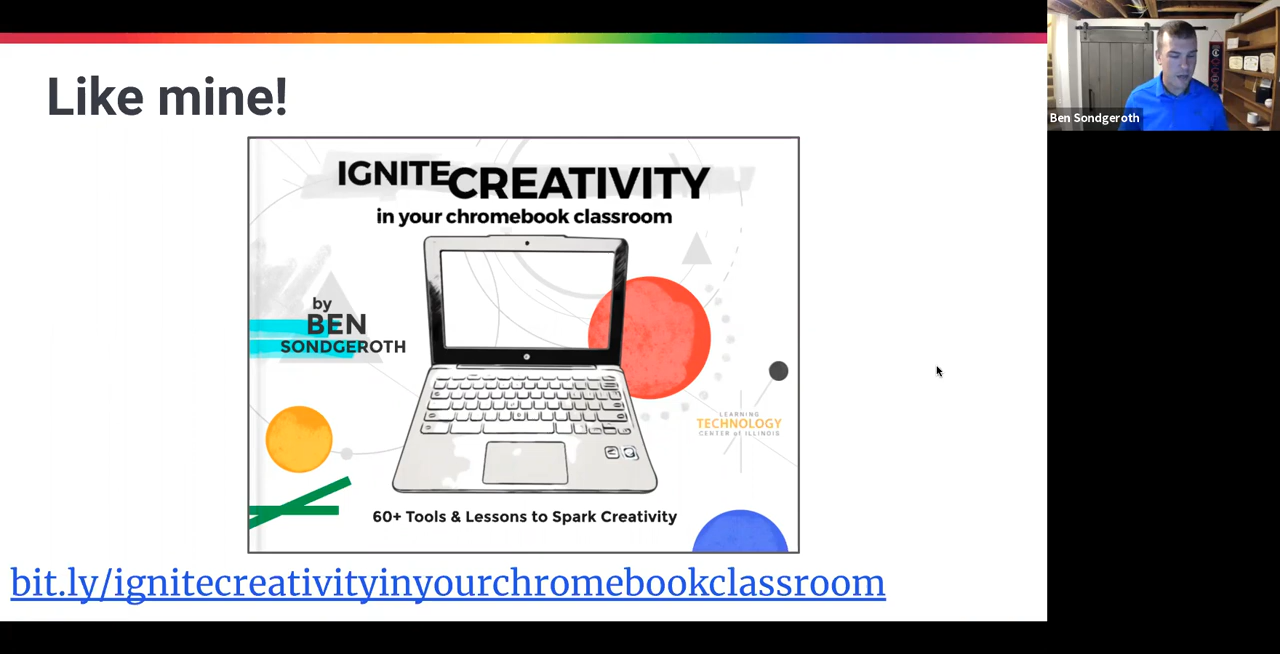 Like mine!
IGNITE CREATIVITY
in your chromebook classroom
by
BEN
SONDGEROTH
LEARNING
TECHNOLOGY
CENTER of ILLINOIS
60+ Tools & Lessons to Spark Creativity
bit.ly/ignitecreativityinyourchromebookclassroom
Ben Sondgeroth